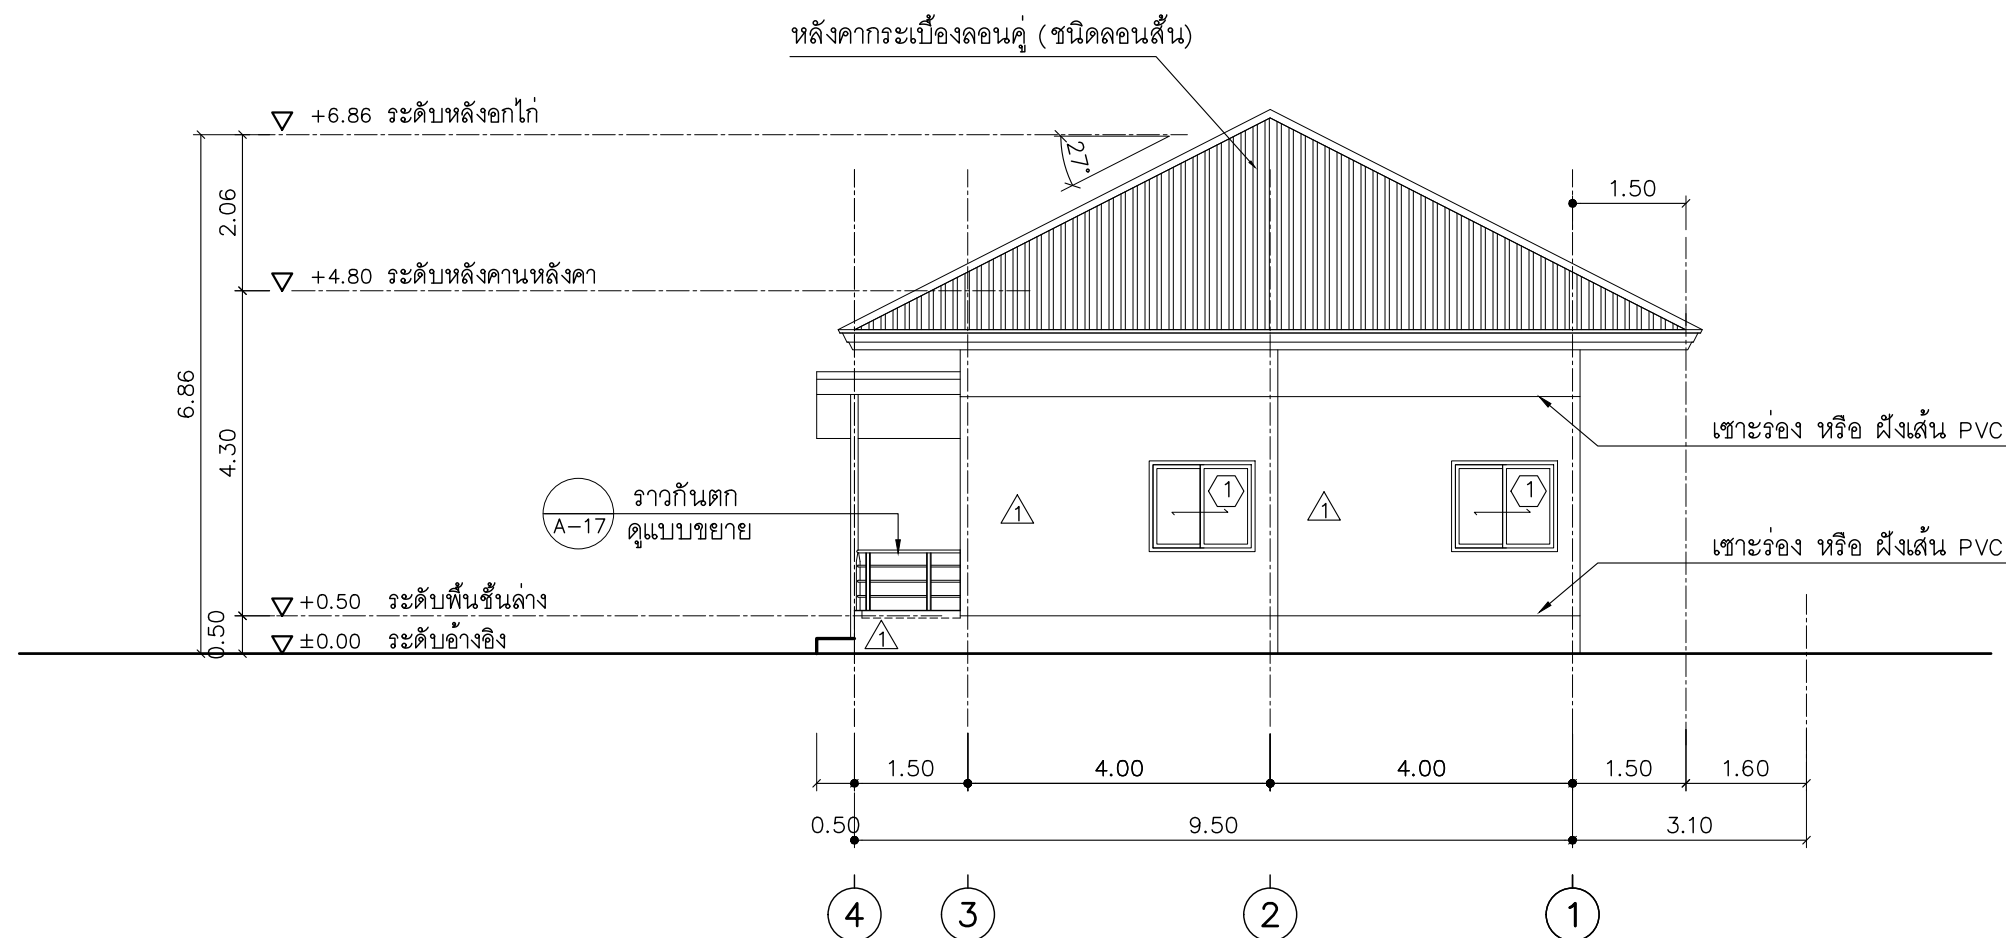 หลังคากระเบื้องลอนคู่ (ชนิดลอนสั้น)
+6.86 ระดับหลังอกไก่
27°
1.50
2.06
+4.80 ระดับหลังคานหลังคา
6.86
4.30
เซาะร่อง หรือ ฝังเส้น PVC
ราวกันตก
A-17
ดูแบบขยาย
1
1
1
1
เซาะร่อง หรือ ฝังเส้น PVC
+0.50 ระดับพื้นชั้นล่าง
0.50
±0.00 ระดับอ้างอิง
1
1.50 4.00 4.00 1.50 1.60
0.50 9.50 3.10
4 3 2 1